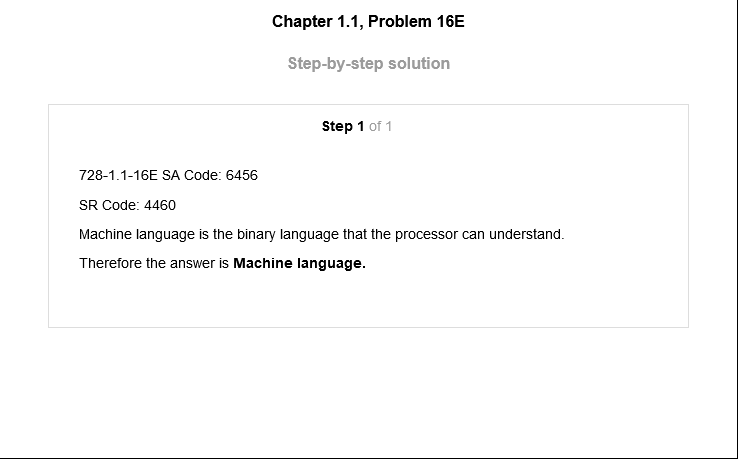 Chapter 1.1, Problem 16E
Step-by-step solution
Step 1 of 1
728-1.1-16E SA Code: 6456
SR Code: 4460
Machine language is the binary language that the processor can understand.
Therefore the answer is Machine language.